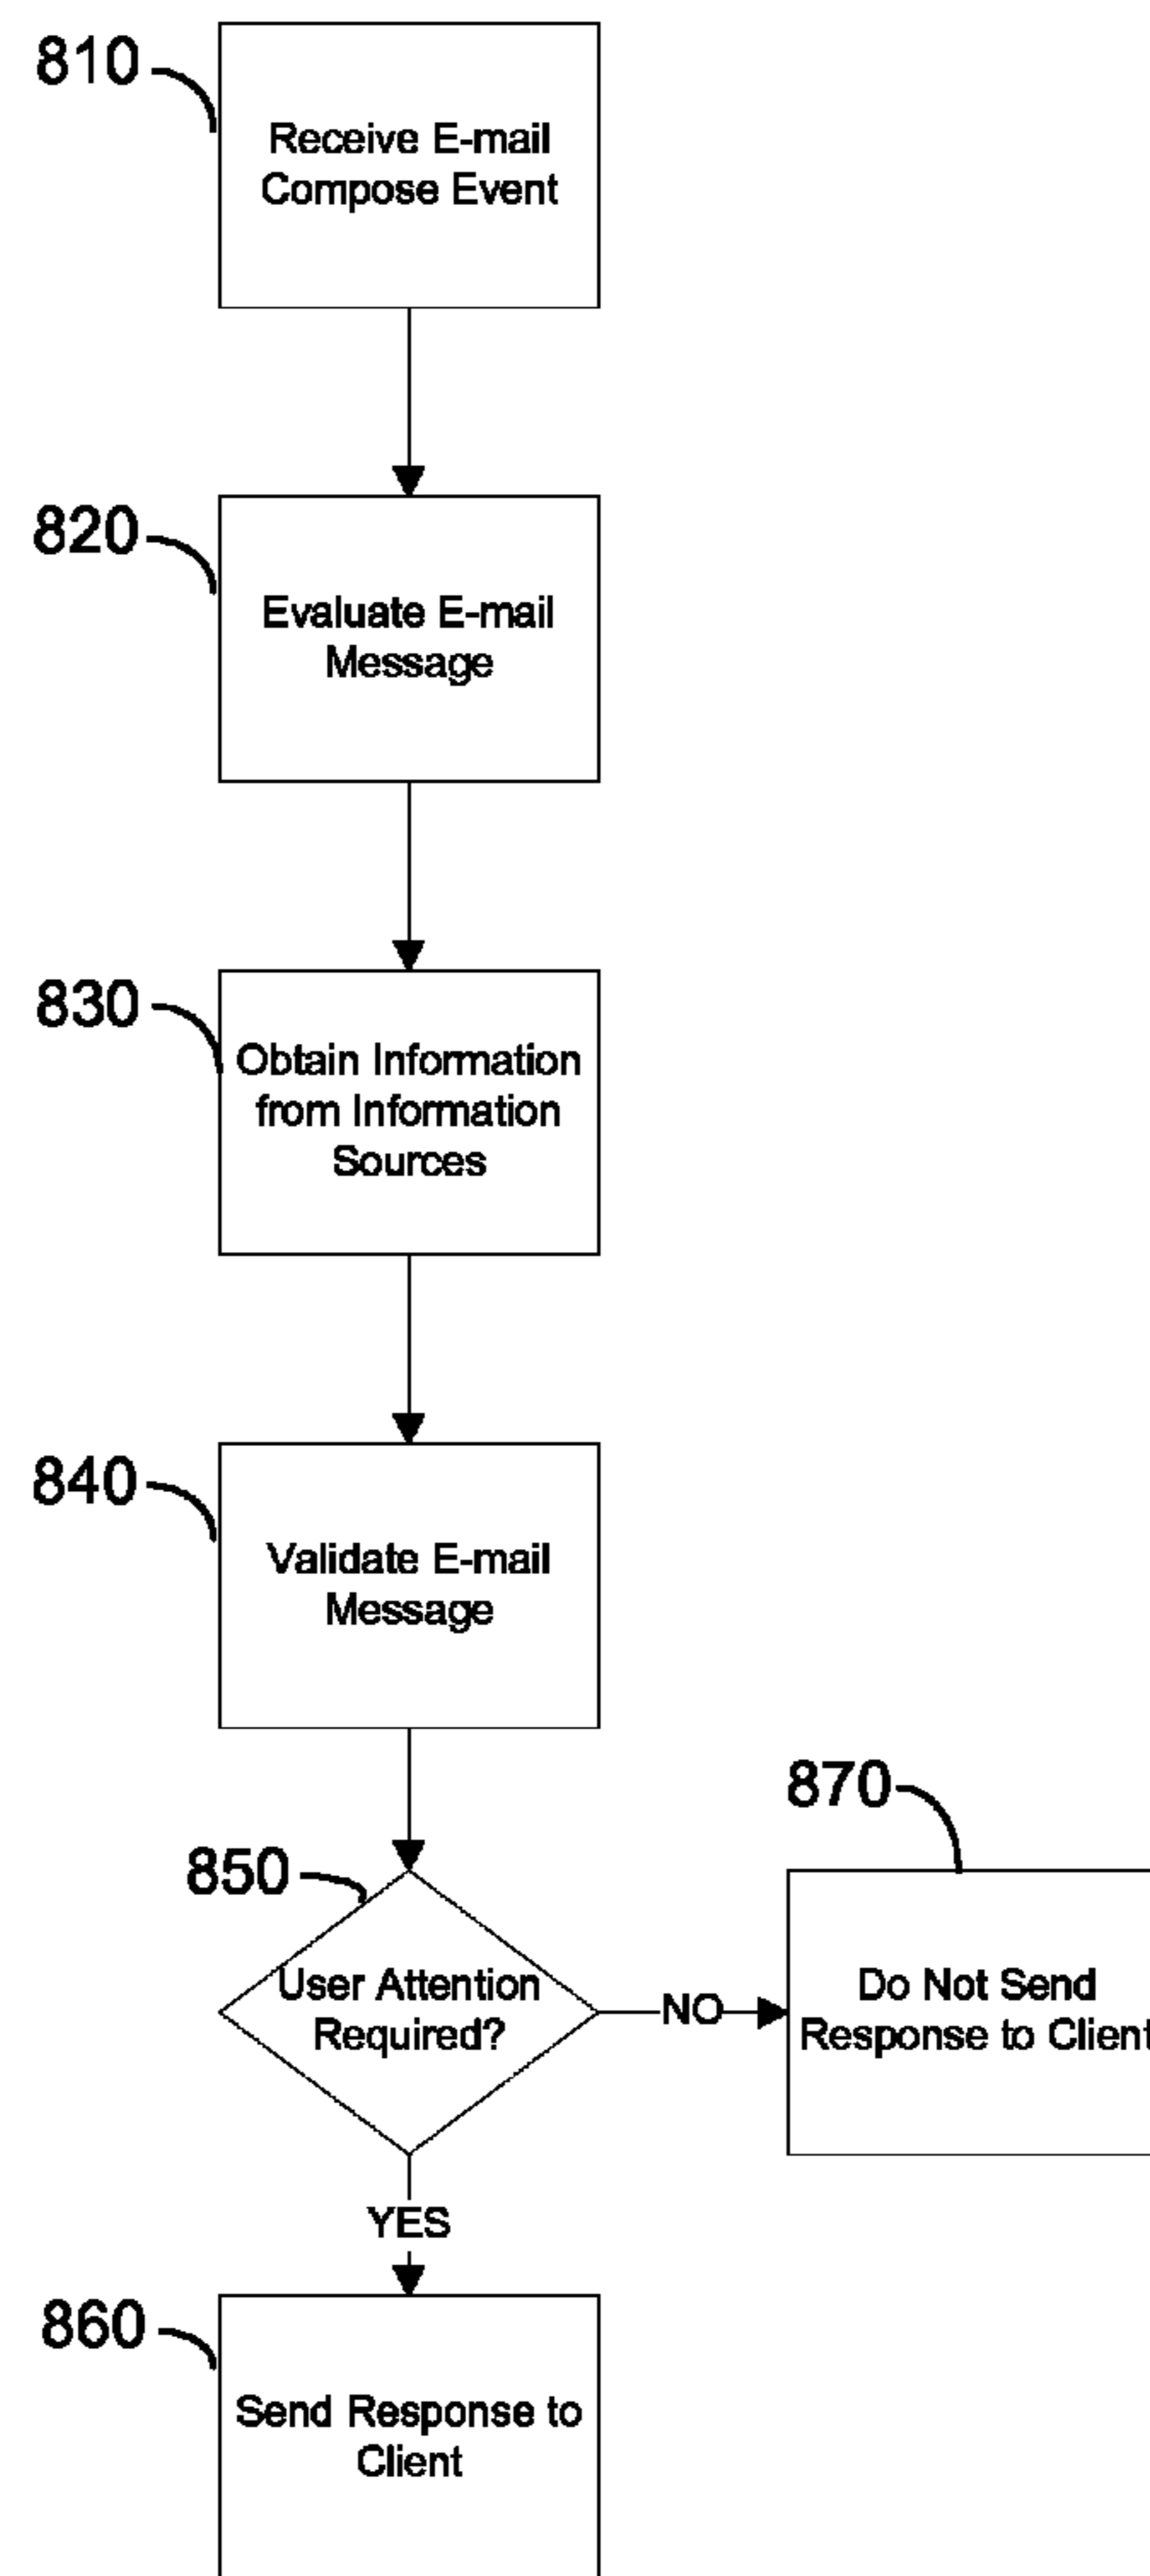 810
Receive E-mail
Compose Event
820
Evaluate E-mail
Message
830
Obtain Information
from Information
Sources
840
Validate E-mail
Message
850
User Attention
Required?
NO
870
Do Not Send
Response to Client
YES
860
Send Response to
Client